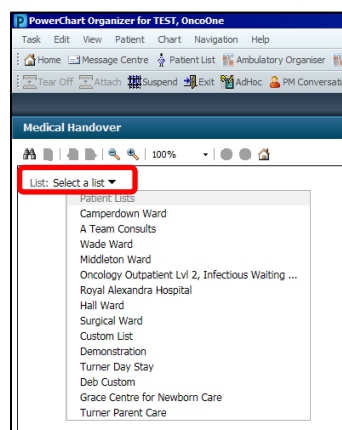 PowerChart Organizer for TEST, OncoOne
Task Edit View Patient Chart Navigation Help
Home Message Centre Patient List Ambulatory Organiser
Tear Off Attach Suspend Exit AdHoc PM Conversati
Medical Handover
100%
List: Select a list
Patient Lists
Camperdown Ward
A Team Consults
Wade Ward
Middleton Ward
Oncology Outpatient Lvl 2, Infectious Waiting ...
Royal Alexandra Hospital
Hall Ward
Surgical Ward
Custom List
Demonstration
Turner Day Stay
Deb Custom
Grace Centre for Newborn Care
Turner Parent Care